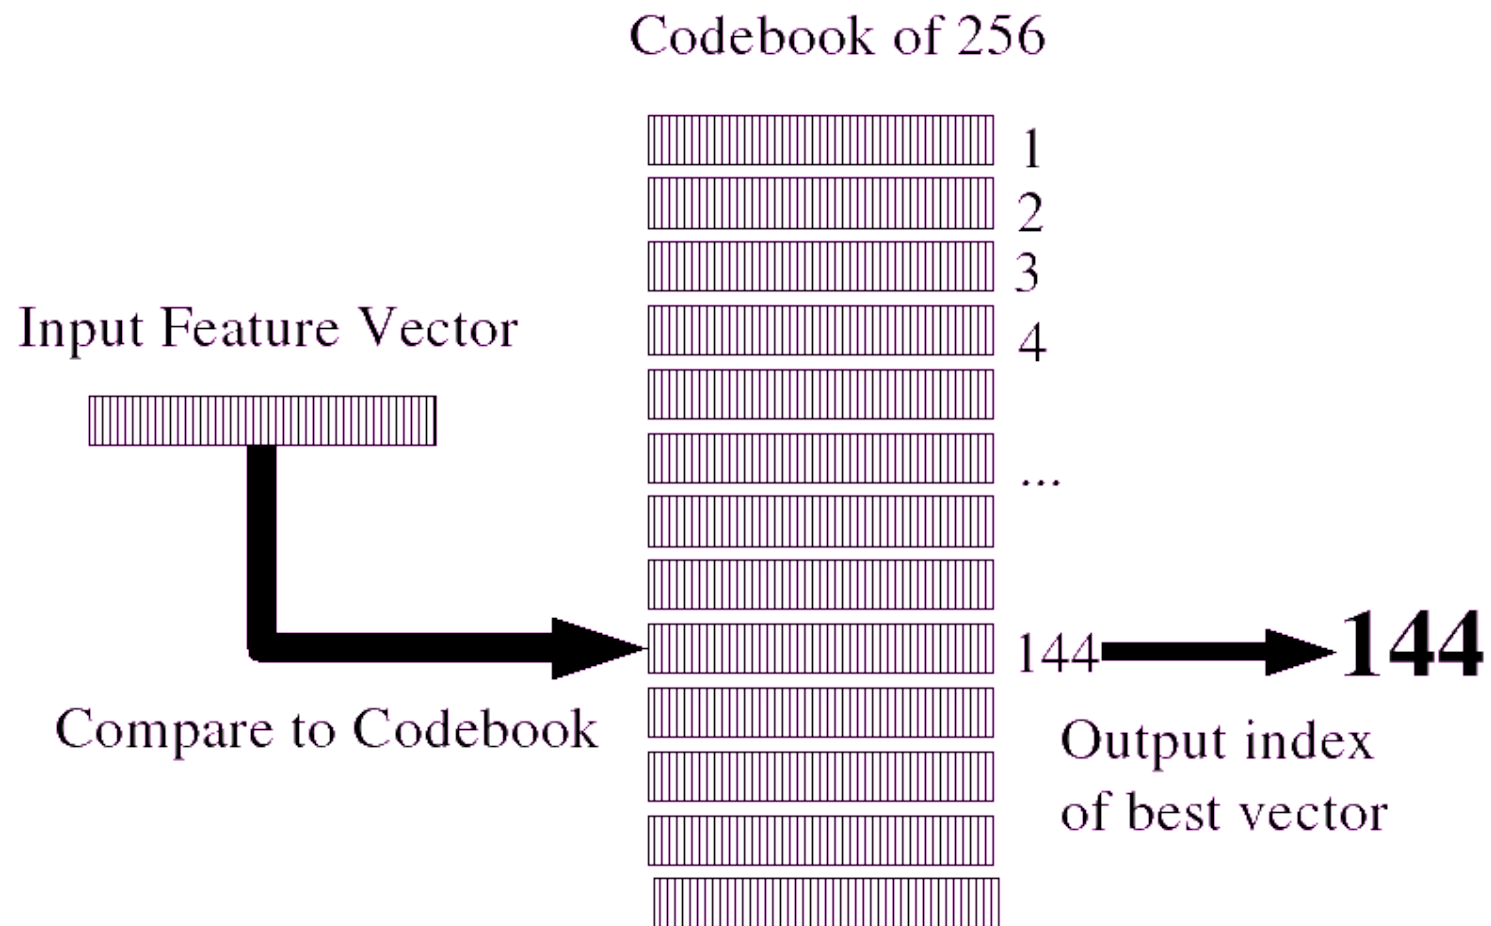 Codebook of 256
1
2
3
Input Feature Vector
4
...
144
144
Compare to Codebook
Output index
of best vector